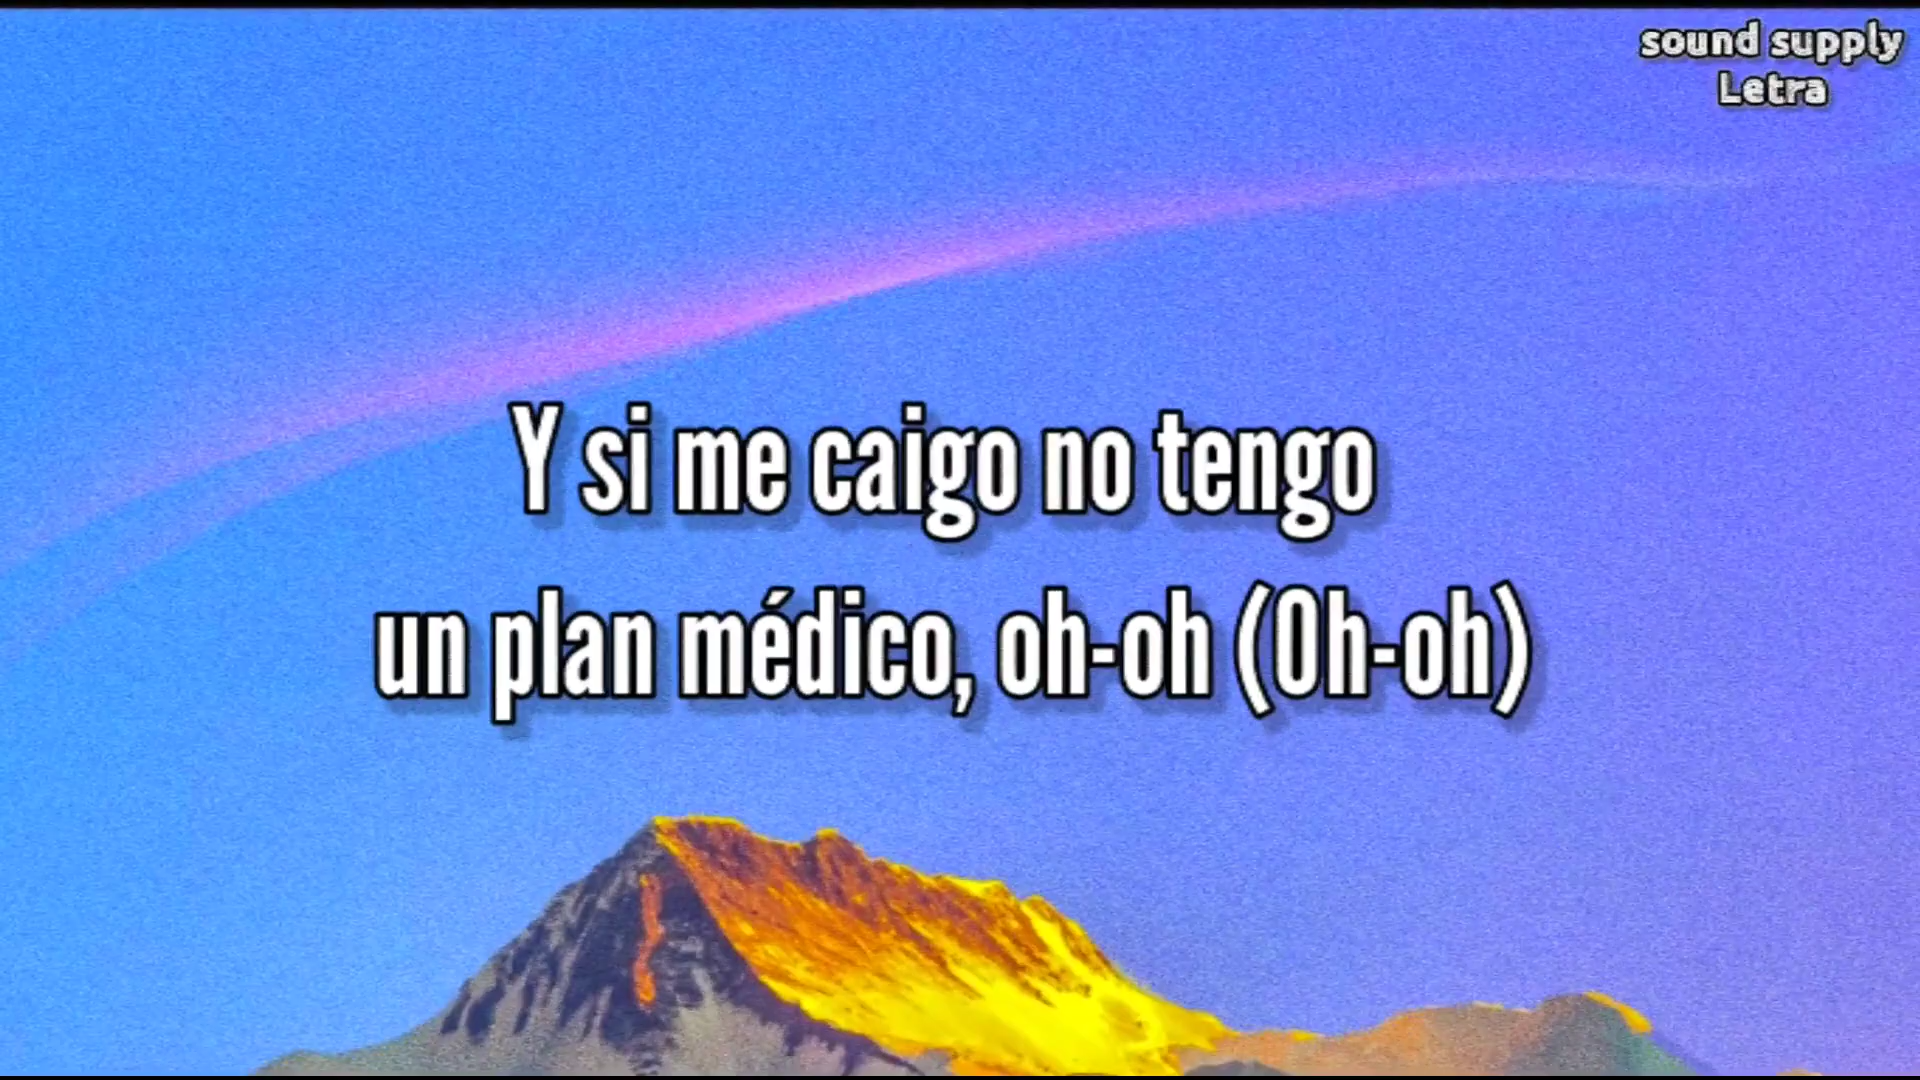 sound supply
Letra
Y si me caigo no tengo
un plan médico, oh-oh (Oh-oh)